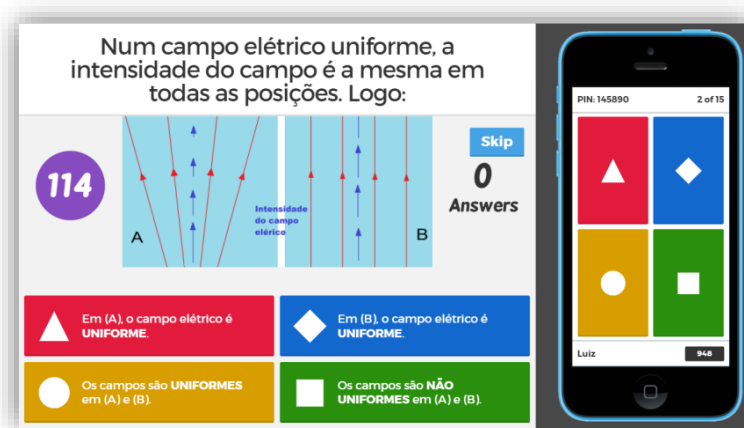 Num campo elétrico uniforme, a
intensidade do campo é a mesma em
todas as posições. Logo:
114
A
Intensidade
do campo
elérico
B
Skip
0
Answers
Em (A), o campo elétrico é
UNIFORME.
Em (B), o campo elétrico é
UNIFORME.
Os campos são UNIFORMES
em (A) e (B).
Os campos são NÃO
UNIFORMES em (A) e (B).
PIN: 145890
2 of 15
Luiz
948